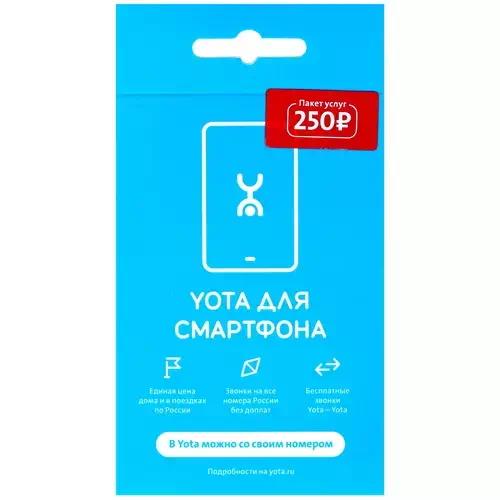 Пакет услуг
250₽
YOTA ДЛЯ
СМАРТФОНА
Единая цена
дома и в поездках
по России
Звонки на все
номера России
без доплат
Бесплатные
звонки
Yota – Yota
В Yota можно со своим номером
Подробности на yota.ru